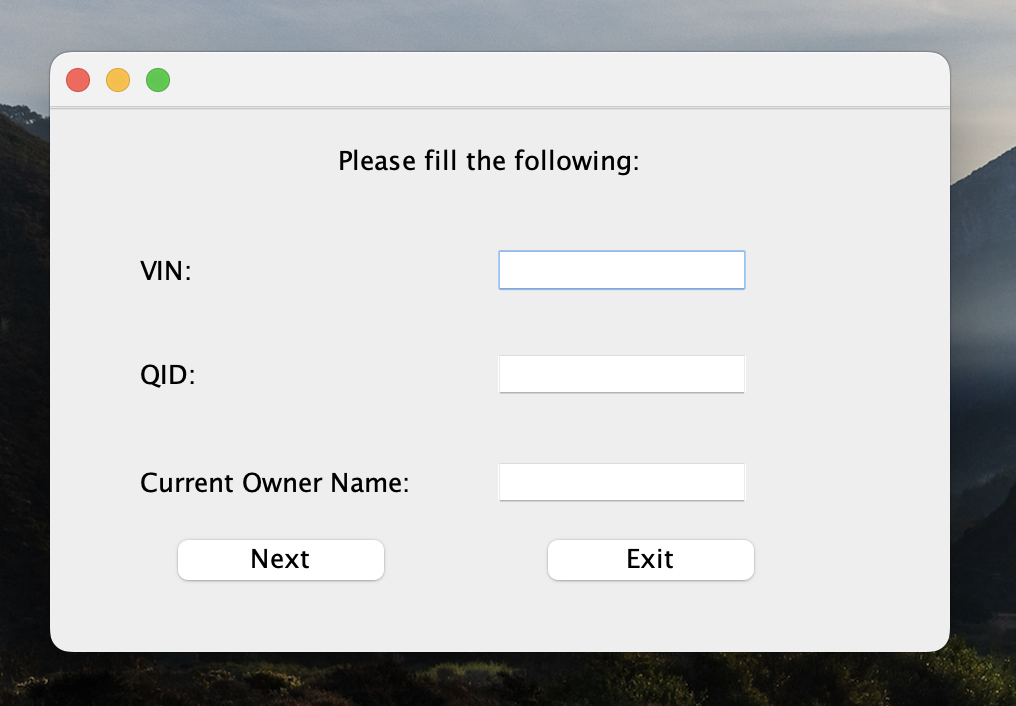 Please fill the following:
VIN:
QID:
Current Owner Name:
Next Exit